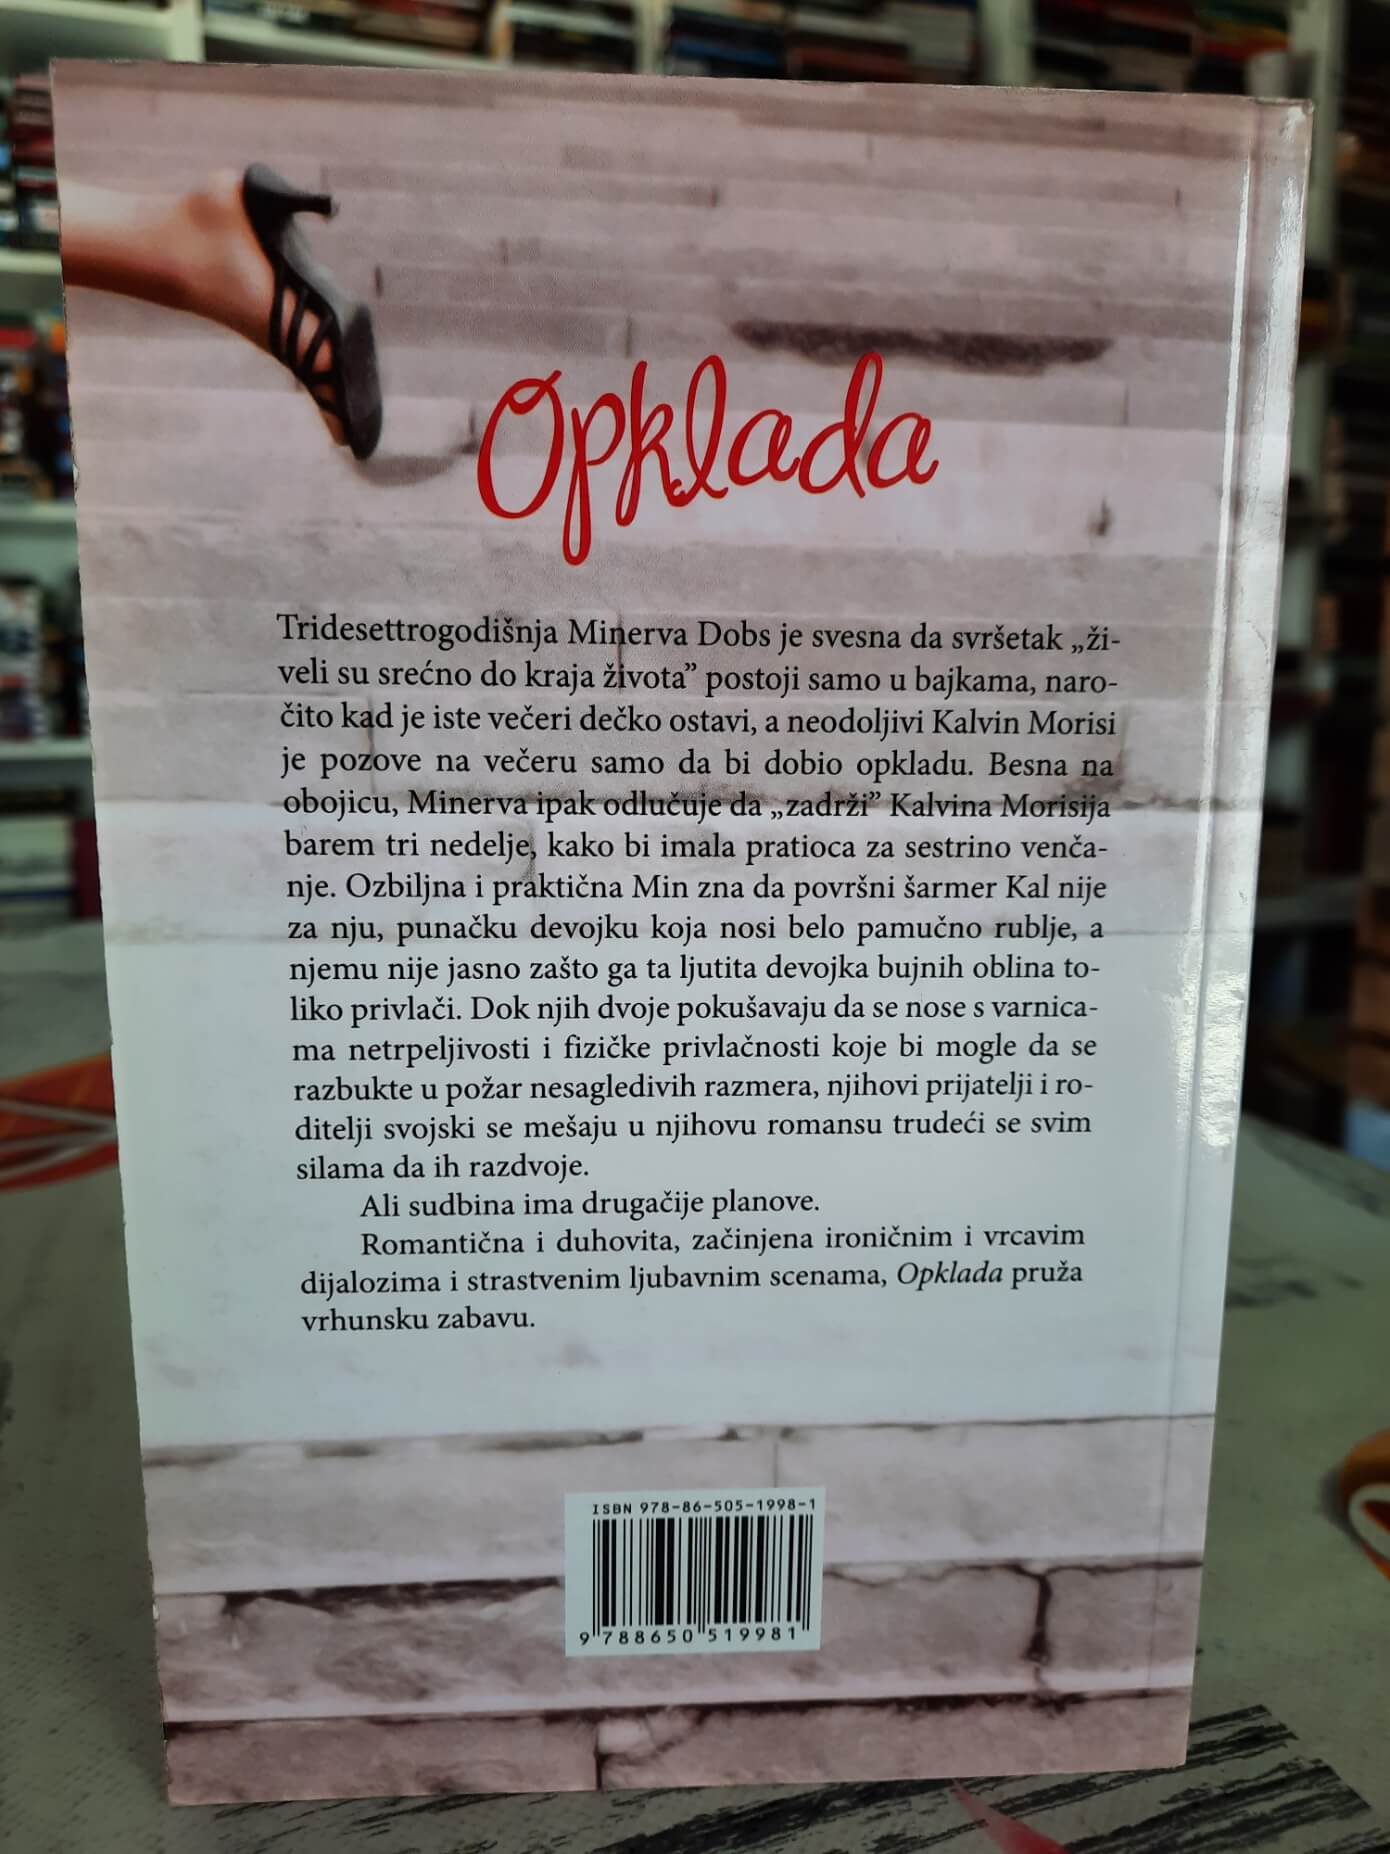 Opklada
Tridesettrogodišnja Minerva Dobs je svesna da svršetak „ži-
veli su srećno do kraja života” postoji samo u bajkama, naro-
čito kad je iste večeri dečko ostavi, a neodoljivi Kalvin Morisi
je pozove na večeru samo da bi dobio opkladu. Besna na
obojicu, Minerva ipak odlučuje da „zadrži” Kalvina Morisija
barem tri nedelje, kako bi imala pratioca za sestrino venča-
nje. Ozbiljna i praktična Min zna da površni šarmer Kal nije
za nju, punačku devojku koja nosi belo pamučno rublje, a
njemu nije jasno zašto ga ta ljutita devojka bujnih oblina to-
liko privlači. Dok njih dvoje pokušavaju da se nose s varnica-
ma netrpeljivosti i fizičke privlačnosti koje bi mogle da se
razbukte u požar nesagledivih razmera, njihovi prijatelji i ro-
ditelji svojski se mešaju u njihovu romansu trudeći se svim
silama da ih razdvoje.
Ali sudbina ima drugačije planove.
Romantična i duhovita, začinjena ironičnim i vrcavim
dijalozima i strastvenim ljubavnim scenama, Opklada pruža
vrhunsku zabavu.
ISBN 978-86-505-1998-1
9 788650 519981